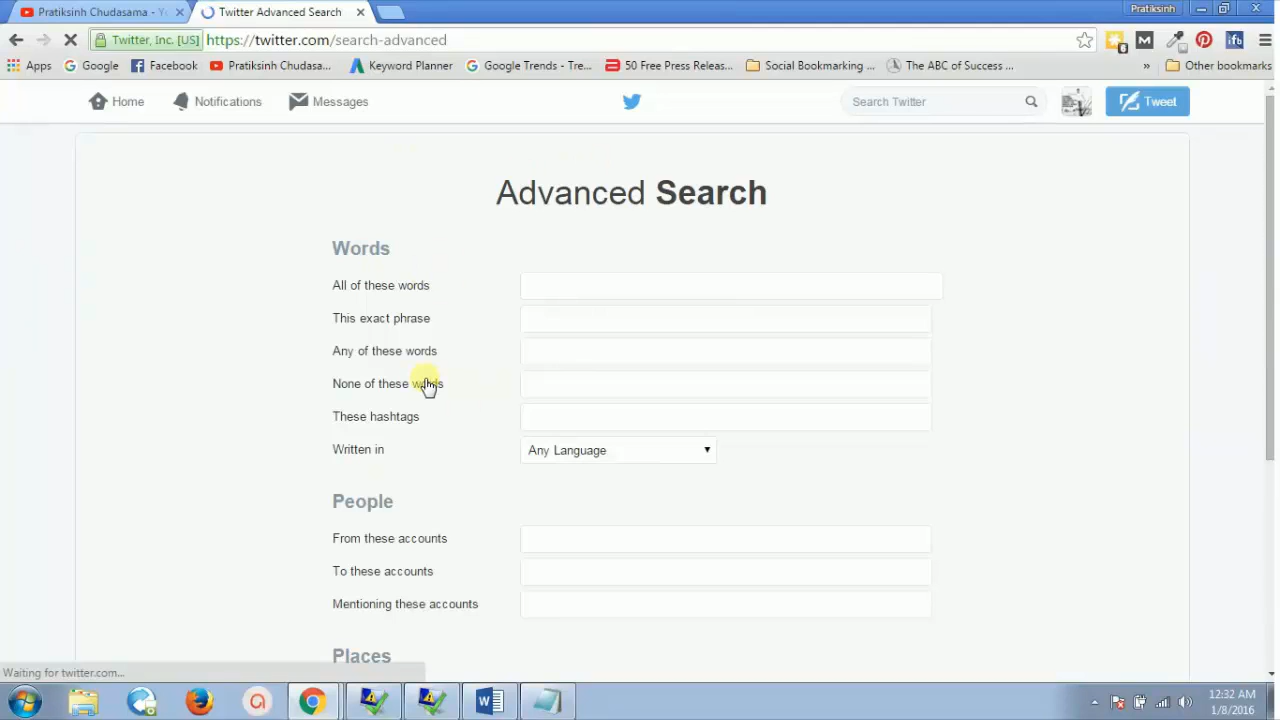 Pratiksinh Chudasama - Y
Twitter Advanced Search
Pratiksinh
Twitter, Inc. [US]
https://twitter.com/search-advanced
Apps
Google
Facebook
Pratiksinh Chudasa...
Keyword Planner
Google Trends - Tre...
50 Free Press Releas...
Social Bookmarking ...
The ABC of Success ...
»
Other bookmarks
Home
Notifications
Messages
Search Twitter
Tweet
Advanced Search
Words
All of these words
This exact phrase
Any of these words
None of these words
These hashtags
Written in
Any Language
People
From these accounts
To these accounts
Mentioning these accounts
Places
Waiting for twitter.com...
12:32 AM
1/8/2016